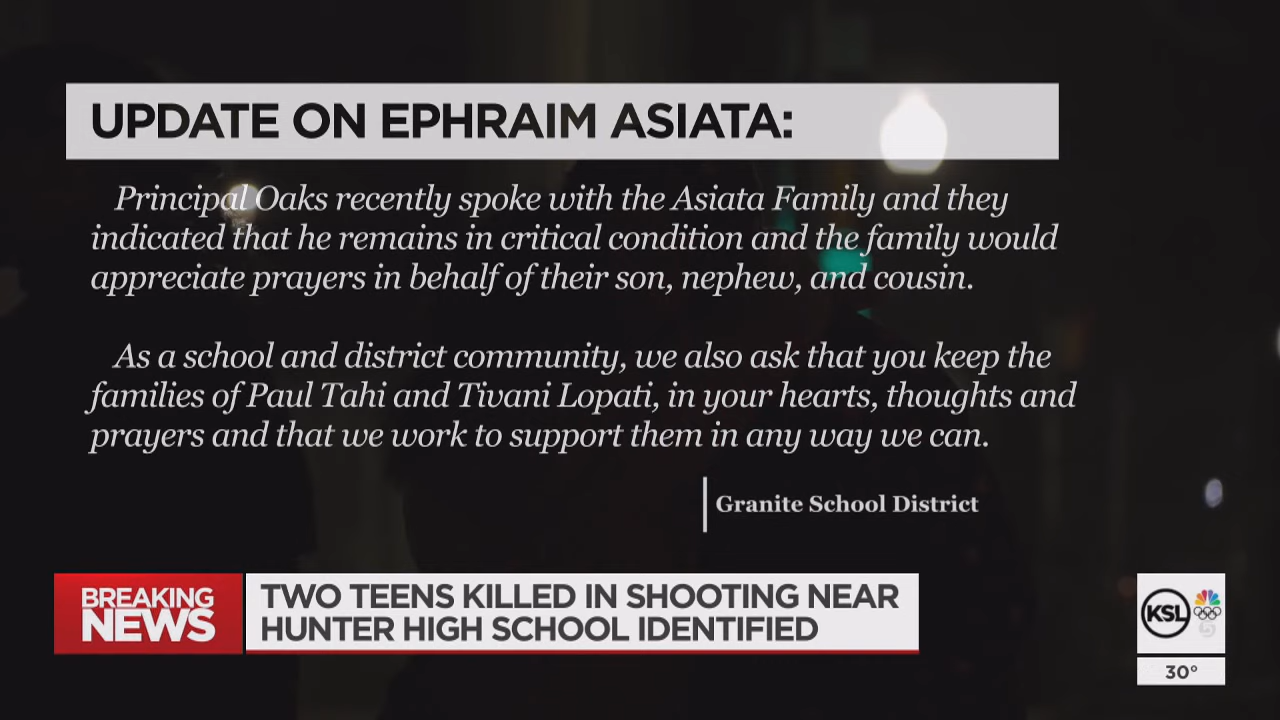 UPDATE ON EPHRAIM ASIATA:
Principal Oaks recently spoke with the Asiata Family and they
indicated that he remains in critical condition and the family would
appreciate prayers in behalf of their son, nephew, and cousin.
As a school and district community, we also ask that you keep the
families of Paul Tahi and Tivani Lopati, in your hearts, thoughts and
prayers and that we work to support them in any way we can.
Granite School District
BREAKING
NEWS
TWO TEENS KILLED IN SHOOTING NEAR
HUNTER HIGH SCHOOL IDENTIFIED
KSL
5
30°